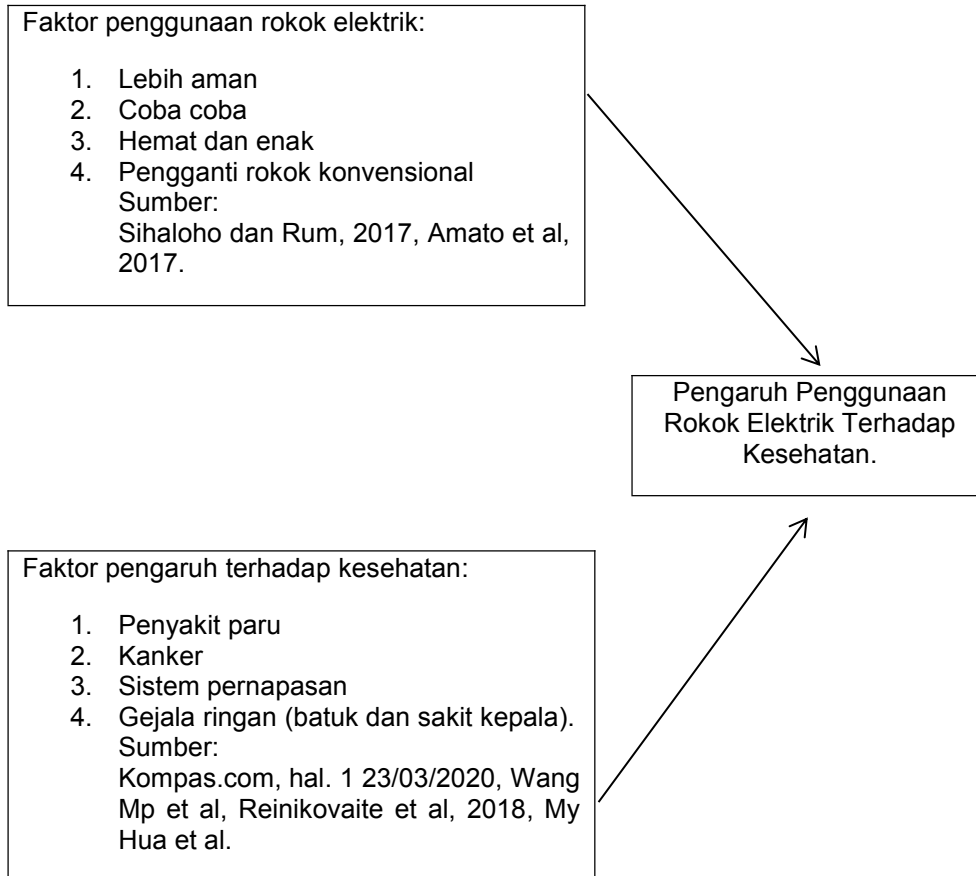 Faktor penggunaan rokok elektrik:
1. Lebih aman
2. Coba coba
3. Hemat dan enak
4. Pengganti rokok konvensional
Sumber:
Sihaloho dan Rum, 2017, Amato et al,
2017.
Pengaruh Penggunaan
Rokok Elektrik Terhadap
Kesehatan.
Faktor pengaruh terhadap kesehatan:
1. Penyakit paru
2. Kanker
3. Sistem pernapasan
4. Gejala ringan (batuk dan sakit kepala).
Sumber:
Kompas.com, hal. 1 23/03/2020, Wang
Mp et al, Reinikovaite et al, 2018, My
Hua et al.